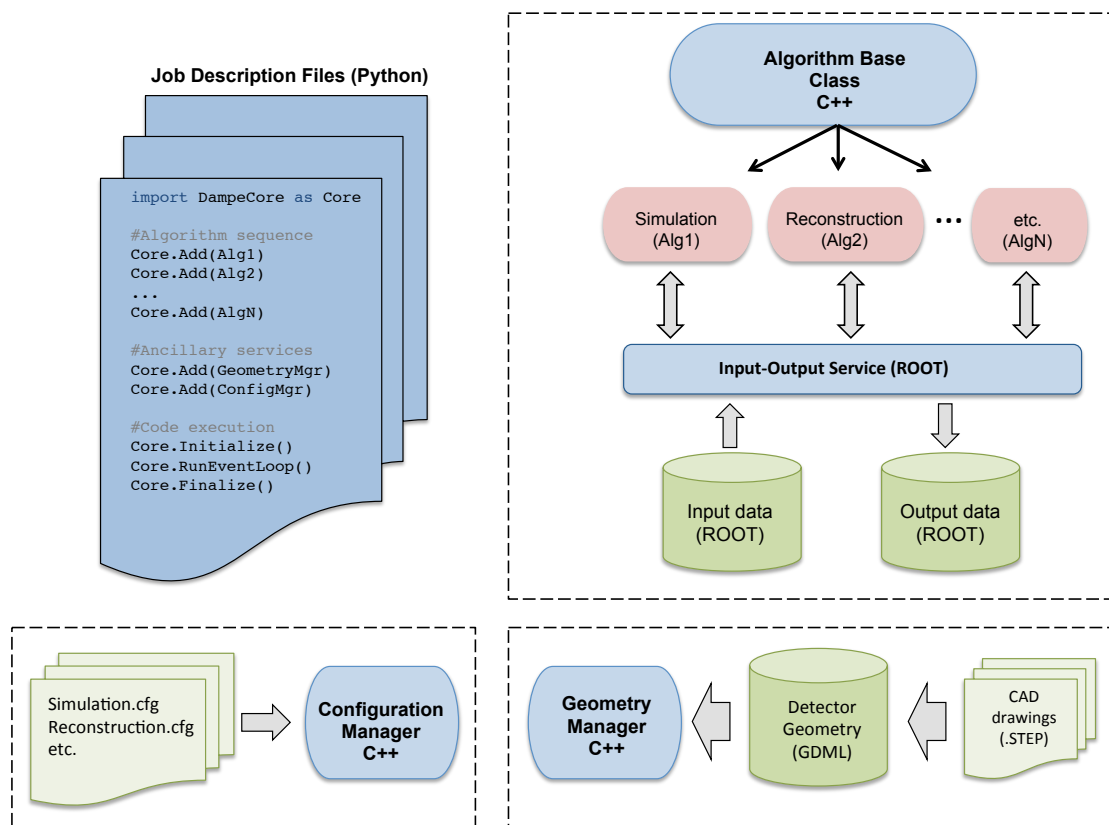 Job Description Files (Python)
import DampeCore as Core
#Algorithm sequence
Core.Add(Alg1)
Core.Add(Alg2)
...
Core.Add(AlgN)
#Ancillary services
Core.Add(GeometryMgr)
Core.Add(ConfigMgr)
#Code execution
Core.Initialize()
Core.RunEventLoop()
Core.Finalize()
Algorithm Base
Class
C++
Simulation
(Alg1)
Reconstruction
(Alg2)
...
etc.
(AlgN)
Input-Output Service (ROOT)
Input data
(ROOT)
Output data
(ROOT)
Simulation.cfg
Reconstruction.cfg
etc.
Configuration
Manager
C++
Geometry
Manager
C++
Detector
Geometry
(GDML)
CAD
drawings
(.STEP)